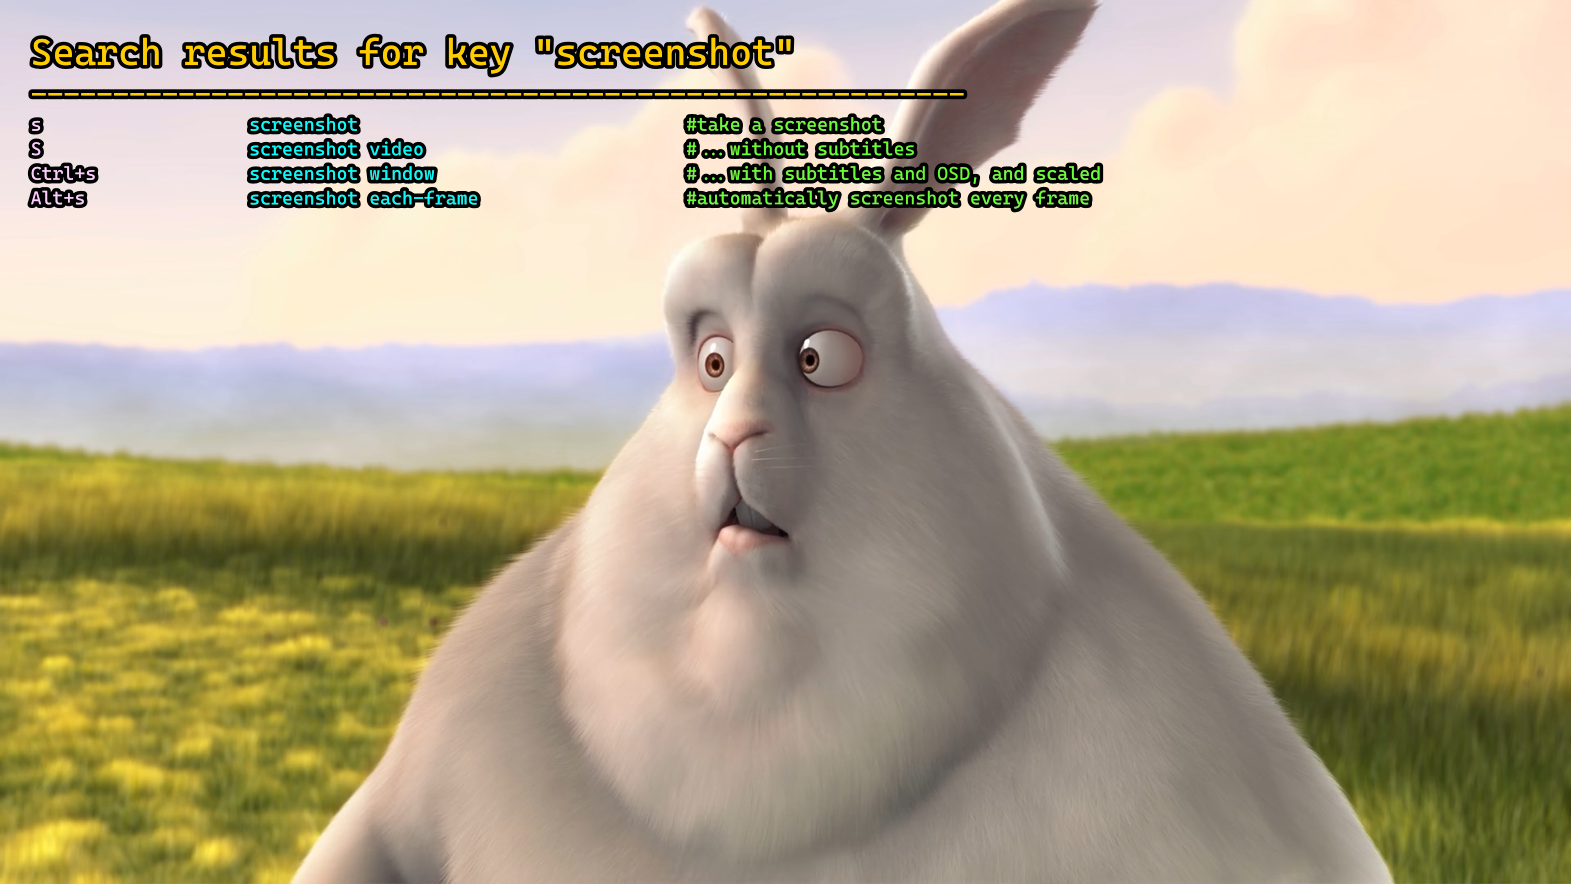 Search results for key "screenshot"
s screenshot #take a screenshot
S screenshot video #...without subtitles
Ctrl+s screenshot window #...with subtitles and OSD, and scaled
Alt+s screenshot each-frame #automatically screenshot every frame